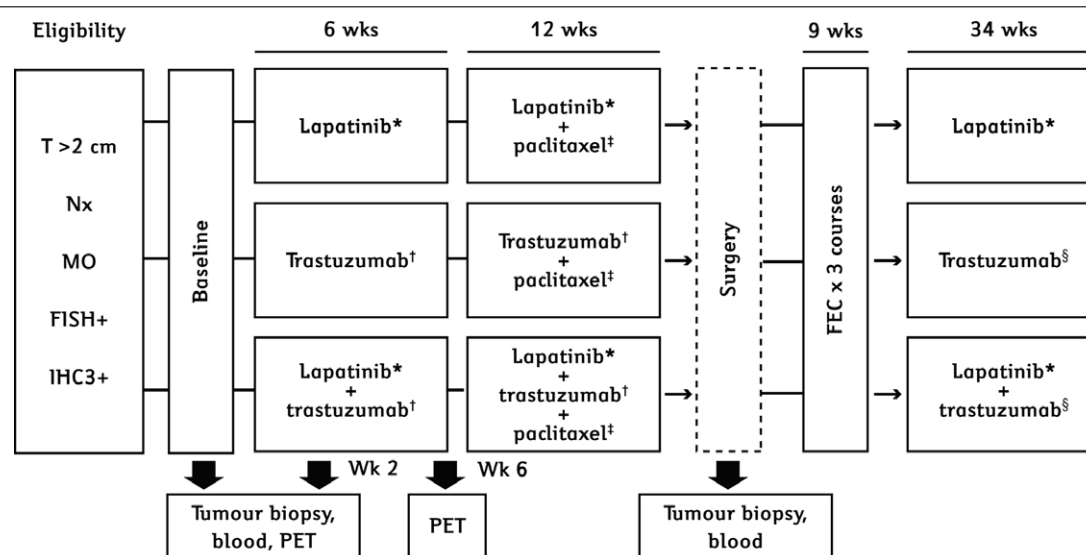 Eligibility
6 wks
12 wks
9 wks
34 wks
T >2 cm
Nx
MO
FISH+
IHC3+
Baseline
Lapatinib*
Lapatinib*
+
paclitaxel‡
Trastuzumab†
Trastuzumab†
+
paclitaxel‡
Lapatinib*
+
trastuzumab†
Lapatinib*
+
trastuzumab†
+
paclitaxel‡
Surgery
FEC x 3 courses
Lapatinib*
Trastuzumab§
Lapatinib*
+
trastuzumab§
Wk 2
Wk 6
Tumour biopsy,
blood, PET
PET
Tumour biopsy,
blood